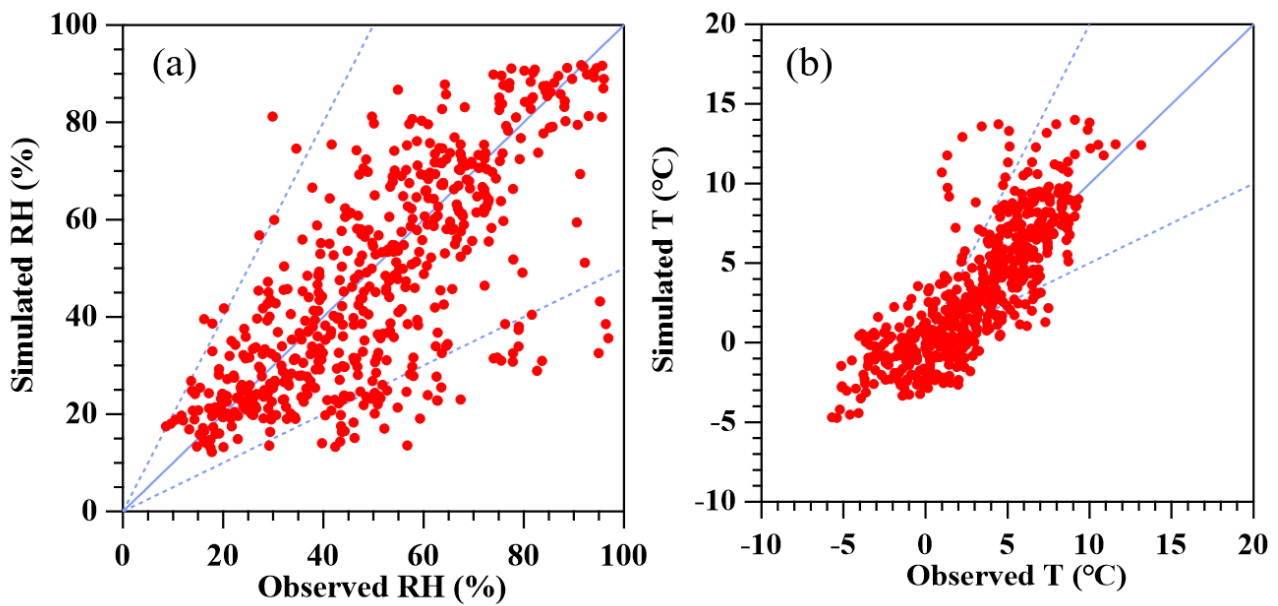 (a)
100
80
60
40
20
0
Simulated RH (%)
0 20 40 60 80 100
Observed RH (%)
(b)
20
15
10
5
0
-5
-10
Simulated T (°C)
-10 -5 0 5 10 15 20
Observed T (°C)